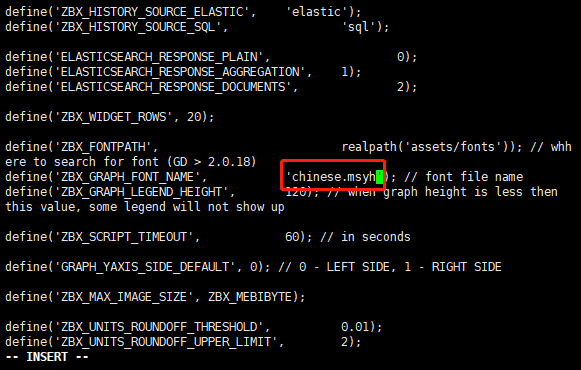 define('ZBX_HISTORY_SOURCE_ELASTIC',    'elastic');
define('ZBX_HISTORY_SOURCE_SQL',                'sql');

define('ELASTICSEARCH_RESPONSE_PLAIN',                  0);
define('ELASTICSEARCH_RESPONSE_AGGREGATION',    1);
define('ELASTICSEARCH_RESPONSE_DOCUMENTS',              2);

define('ZBX_WIDGET_ROWS', 20);

define('ZBX_FONTPATH',                          realpath('assets/fonts')); // whh
ere to search for font (GD > 2.0.18)
define('ZBX_GRAPH_FONT_NAME',           'chinese.msyh'); // font file name
define('ZBX_GRAPH_LEGEND_HEIGHT',       120); // when graph height is less then
this value, some legend will not show up

define('ZBX_SCRIPT_TIMEOUT',            60); // in seconds

define('GRAPH_YAXIS_SIDE_DEFAULT', 0); // 0 - LEFT SIDE, 1 - RIGHT SIDE

define('ZBX_MAX_IMAGE_SIZE', ZBX_MEBIBYTE);

define('ZBX_UNITS_ROUNDOFF_THRESHOLD',          0.01);
define('ZBX_UNITS_ROUNDOFF_UPPER_LIMIT',        2);
-- INSERT --